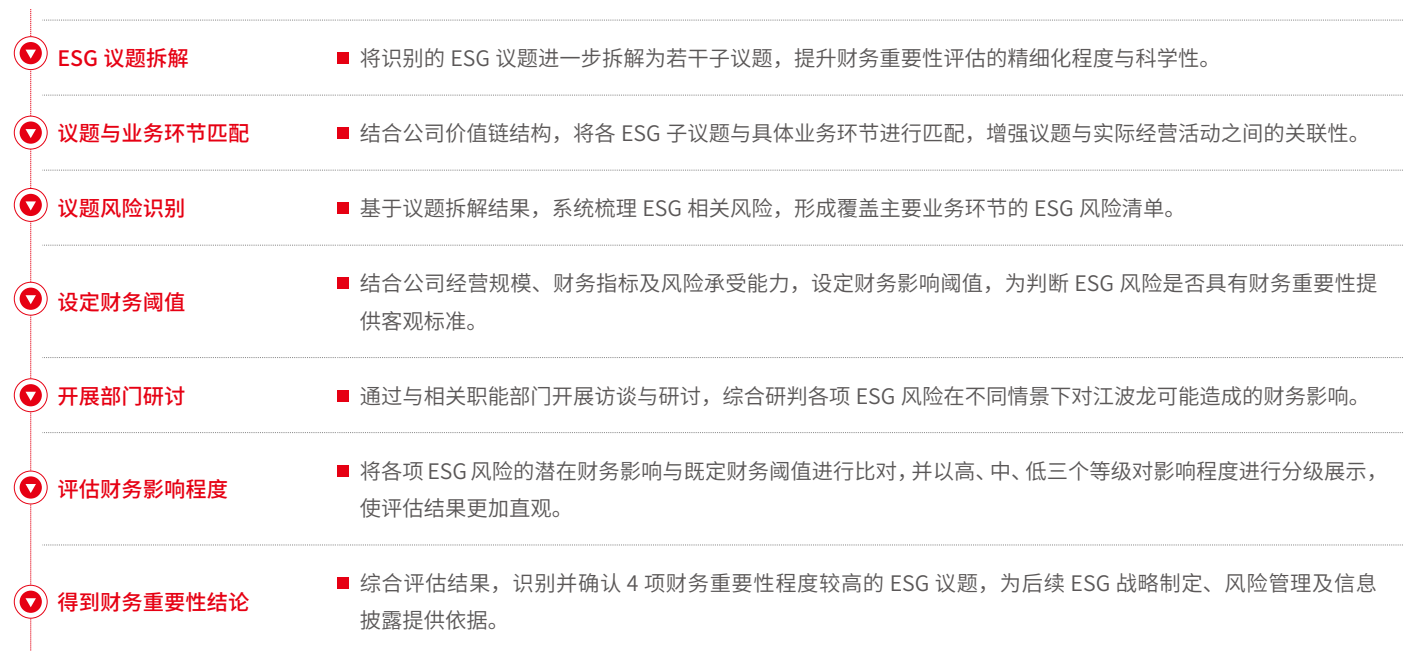 ESG 议题拆解
将识别的 ESG 议题进一步拆解为若干子议题，提升财务重要性评估的精细化程度与科学性。
议题与业务环节匹配
结合公司价值链结构，将各 ESG 子议题与具体业务环节进行匹配，增强议题与实际经营活动之间的关联性。
议题风险识别
基于议题拆解结果，系统梳理 ESG 相关风险，形成覆盖主要业务环节的 ESG 风险清单。
设定财务阈值
结合公司经营规模、财务指标及风险承受能力，设定财务影响阈值，为判断 ESG 风险是否具有财务重要性提
供客观标准。
开展部门研讨
通过与相关职能部门开展访谈与研讨，综合研判各项 ESG 风险在不同情景下对江波龙可能造成的财务影响。
评估财务影响程度
将各项 ESG 风险的潜在财务影响与既定财务阈值进行比对，并以高、中、低三个等级对影响程度进行分级展示，
使评估结果更加直观。
得到财务重要性结论
综合评估结果，识别并确认 4 项财务重要性程度较高的 ESG 议题，为后续 ESG 战略制定、风险管理及信息
披露提供依据。